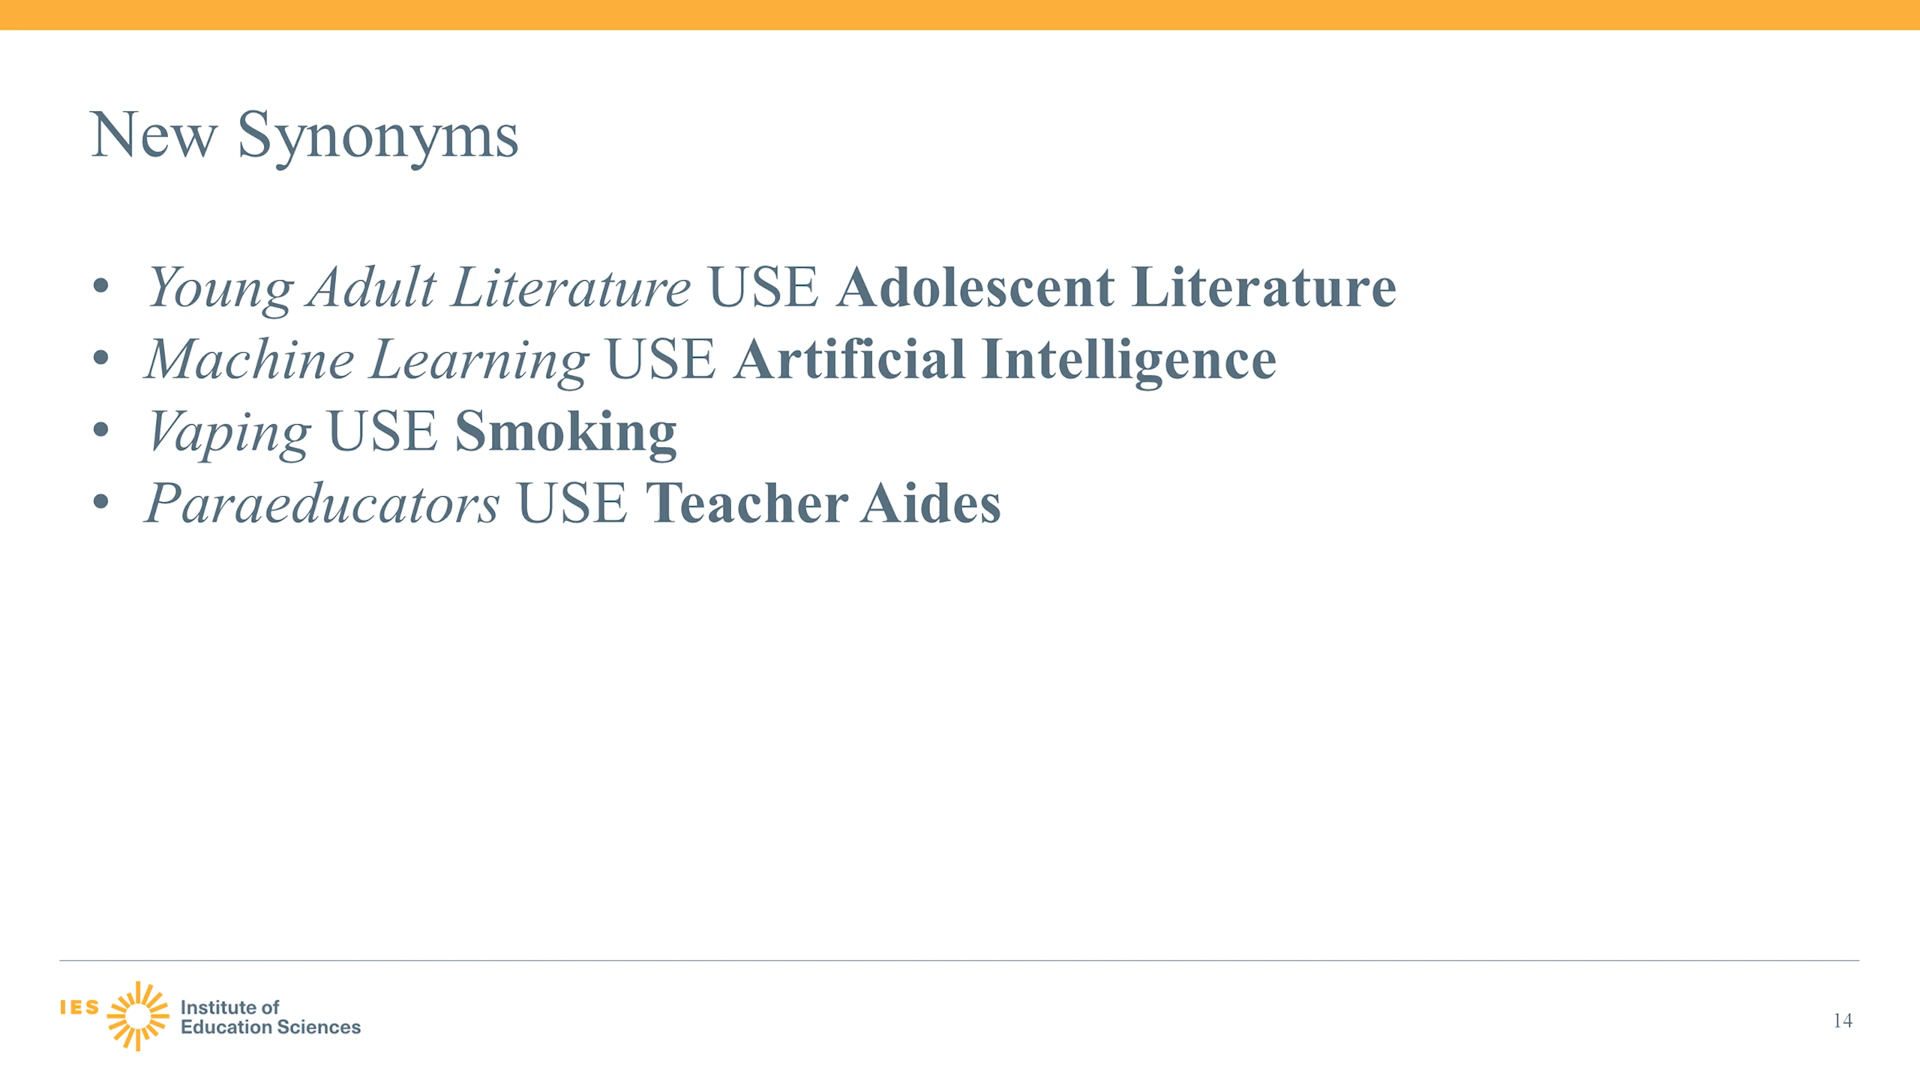 New Synonyms
• Young Adult Literature USE Adolescent Literature
• Machine Learning USE Artificial Intelligence
• Vaping USE Smoking
• Paraeducators USE Teacher Aides
IES
Institute of
Education Sciences
14